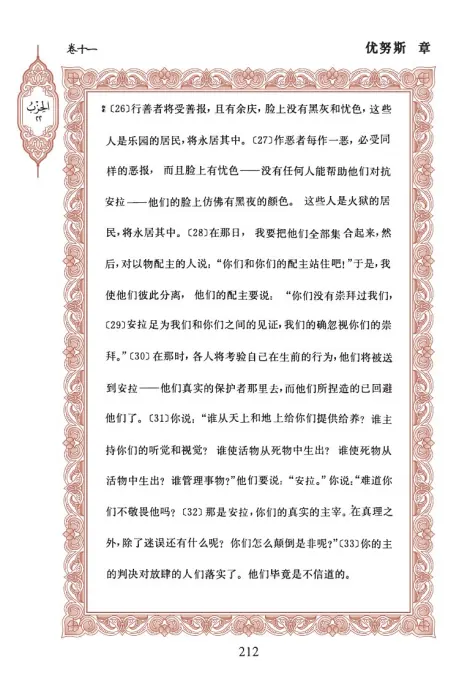 卷十一
优努斯 章
الحزب
٢٢
〔26〕行善者将受善报，且有余庆，脸上没有黑灰和忧色，这些
人是乐园的居民，将永居其中。〔27〕作恶者每作一恶，必受同
样的恶报， 而且脸上有忧色——没有任何人能帮助他们对抗
安拉——他们的脸上仿佛有黑夜的颜色。 这些人是火狱的居
民，将永居其中。〔28〕在那日， 我要把他们全部集合起来，然
后，对以物配主的人说：“你们和你们的配主站住吧！”于是，我
使他们彼此分离， 他们的配主要说： “你们没有崇拜过我们，
〔29〕安拉足为我们和你们之间的见证，我们的确忽视你们的崇
拜。”〔30〕在那时，各人将考验自己在生前的行为，他们将被送
到安拉——他们真实的保护者那里去，而他们所捏造的已回避
他们了。〔31〕你说：“谁从天上和地上给你们提供给养？谁主
持你们的听觉和视觉？ 谁使活物从死物中生出？ 谁使死物从
活物中生出？谁管理事物？”他们要说：“安拉。”你说：“难道你
们不敬畏他吗？〔32〕那是安拉，你们的真实的主宰。在真理之
外，除了迷误还有什么呢？你们怎么颠倒是非呢？”〔33〕你的主
的判决对放肆的人们落实了。他们毕竟是不信道的。
212